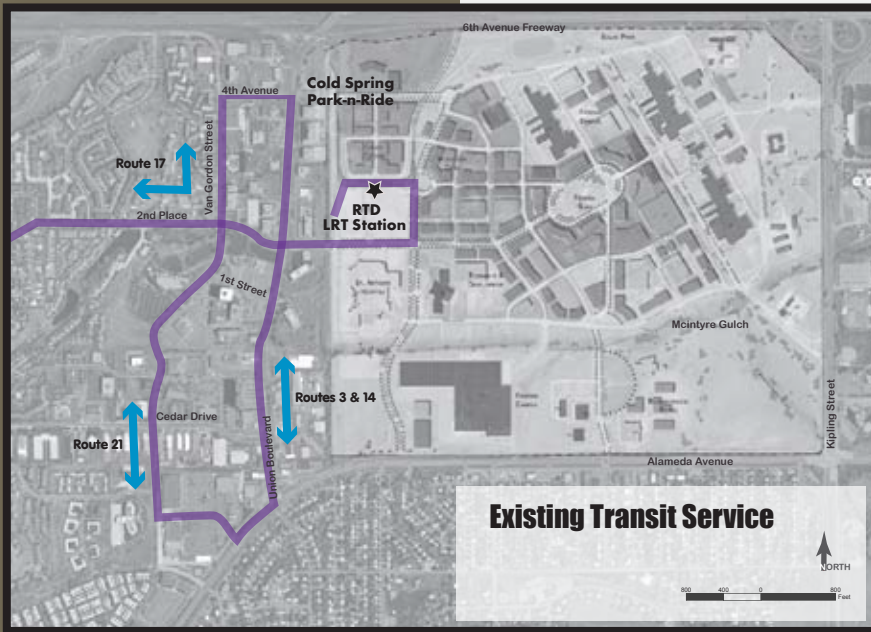 6th Avenue Freeway
4th Avenue
Cold Spring
Park-n-Ride
Van Gordon Street
Route 17
2nd Place
RTD
LRT Station
1st Street
Mcintyre Gulch
Routes 3 & 14
Cedar Drive
Route 21
Union Boulevard
Kipling Street
Alameda Avenue
Existing Transit Service
NORTH
800 400 0 800
Feet